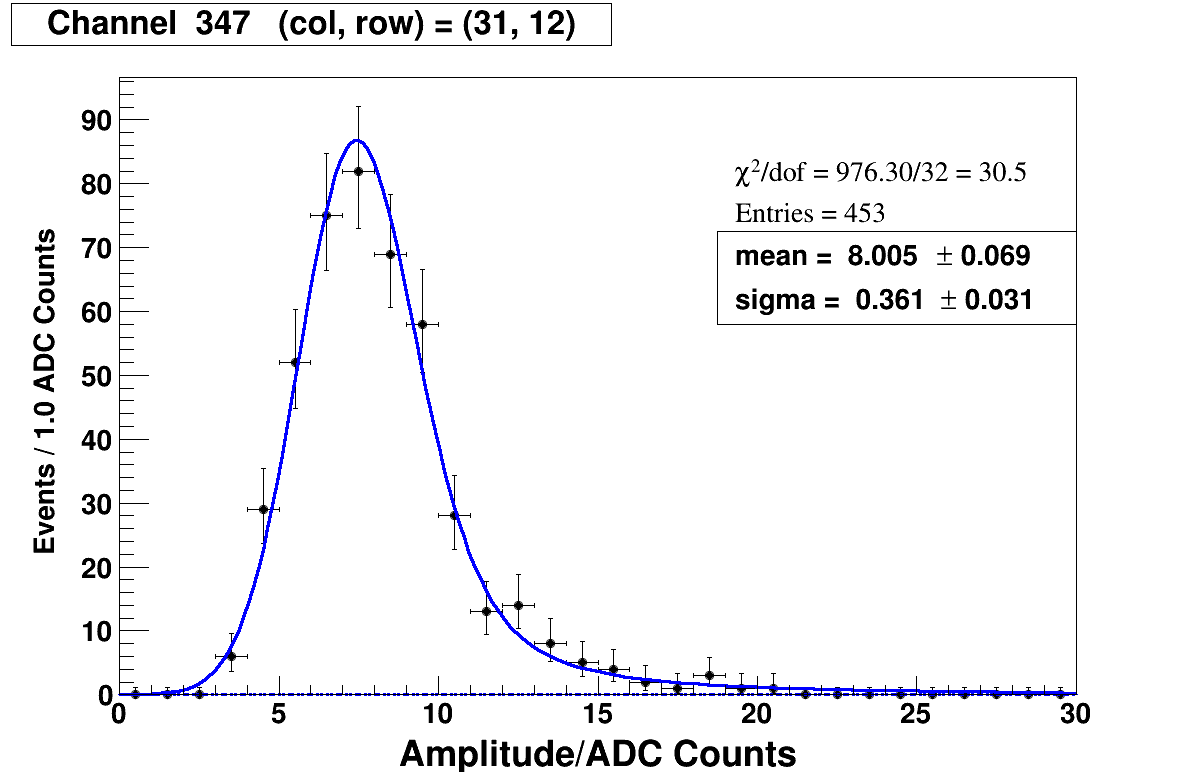 Channel 347 (col, row) = (31, 12)
χ²/dof = 976.30/32 = 30.5
Entries = 453
mean = 8.005 ± 0.069
sigma = 0.361 ± 0.031
Events / 1.0 ADC Counts
90
80
70
60
50
40
30
20
10
0
0 5 10 15 20 25 30
Amplitude/ADC Counts